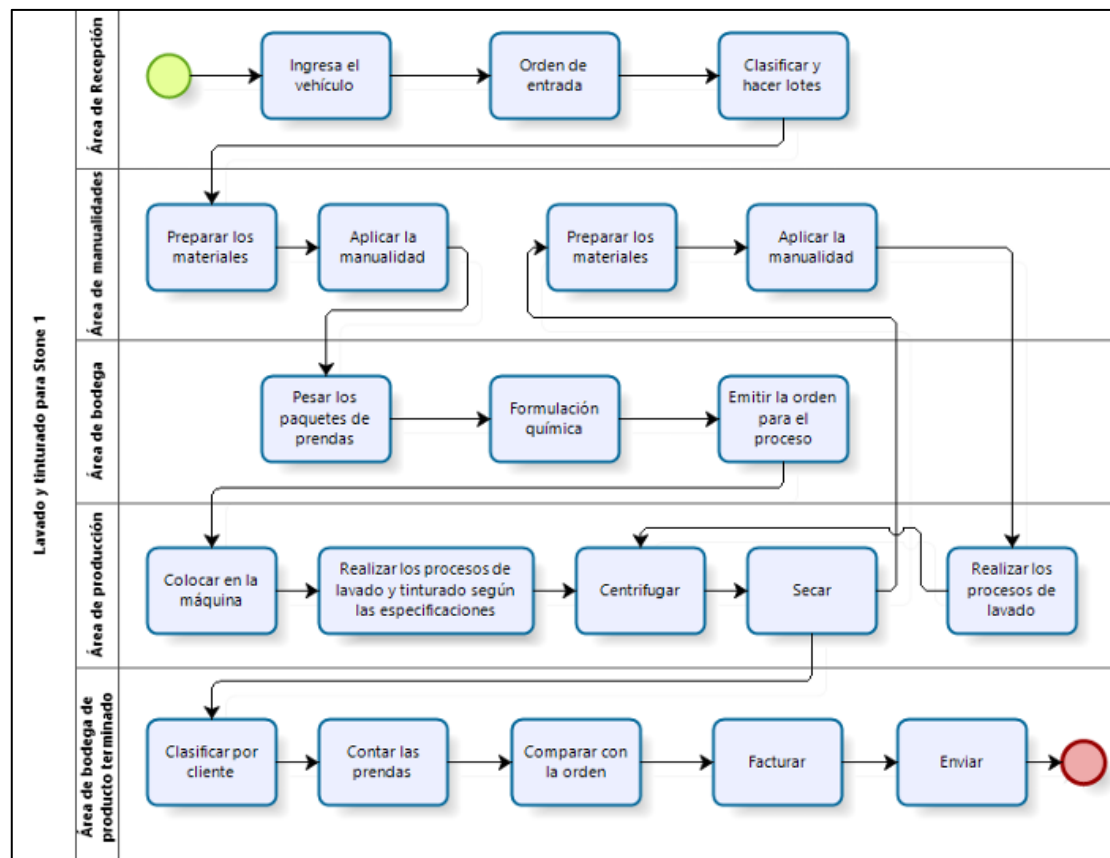 Lavado y tinturado para Stone 1
Área de Recepción
Ingresa el
vehículo
Orden de
entrada
Clasificar y
hacer lotes
Área de manualidades
Preparar los
materiales
Aplicar la
manualidad
Preparar los
materiales
Aplicar la
manualidad
Área de bodega
Pesar los
paquetes de
prendas
Formulación
química
Emitir la orden
para el
proceso
Área de producción
Colocar en la
máquina
Realizar los procesos de
lavado y tinturado según
las especificaciones
Centrifugar
Secar
Realizar los
procesos de
lavado
Área de bodega de
producto terminado
Clasificar por
cliente
Contar las
prendas
Comparar con
la orden
Facturar
Enviar